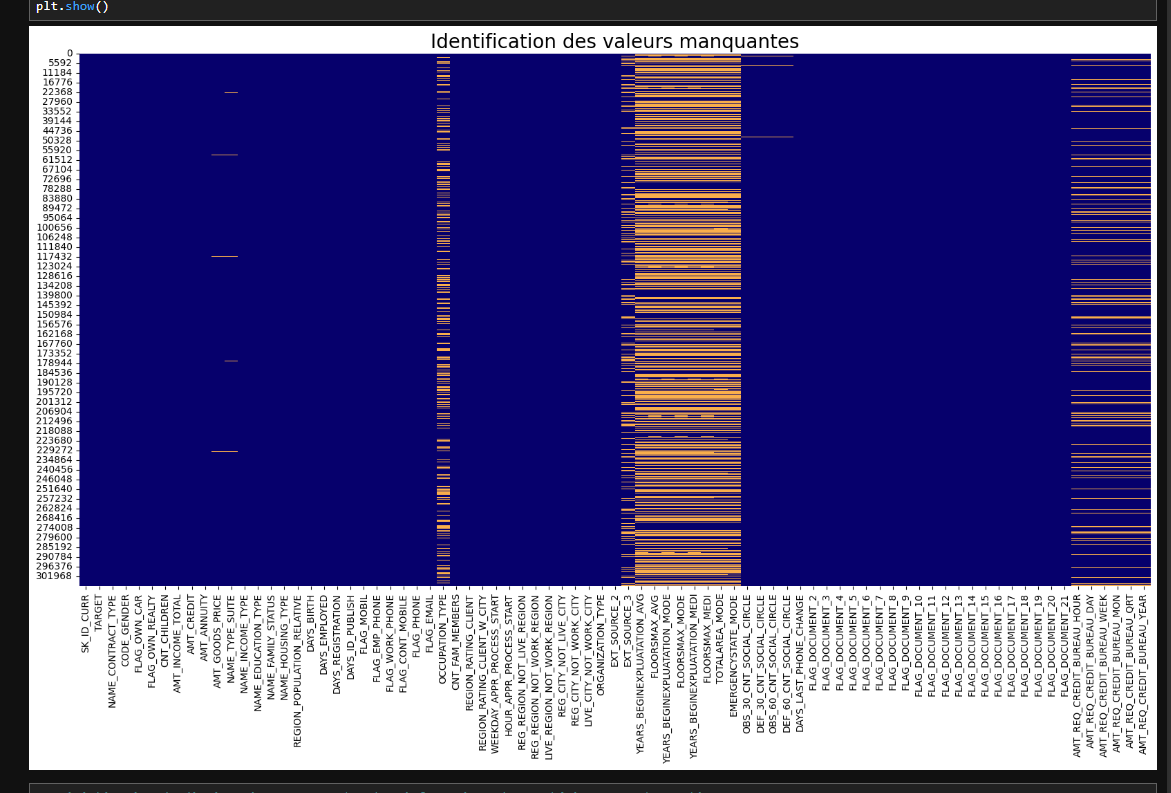 plt.show()
Identification des valeurs manquantes
0
5592
11184
16776
22368
27960
33552
39144
44736
50328
55920
61512
67104
72696
78288
83880
89472
95064
100656
106248
111840
117432
123024
128616
134208
139800
145392
150984
156576
162168
167760
173352
178944
184536
190128
195720
201312
206904
212496
218088
223680
229272
234864
240456
246048
251640
257232
262824
268416
274008
279600
285192
290784
296376
301968
SK_ID_CURR
TARGET
NAME_CONTRACT_TYPE
CODE_GENDER
FLAG_OWN_CAR
FLAG_OWN_REALTY
CNT_CHILDREN
AMT_INCOME_TOTAL
AMT_CREDIT
AMT_ANNUITY
AMT_GOODS_PRICE
NAME_TYPE_SUITE
NAME_INCOME_TYPE
NAME_EDUCATION_TYPE
NAME_FAMILY_STATUS
NAME_HOUSING_TYPE
REGION_POPULATION_RELATIVE
DAYS_BIRTH
DAYS_EMPLOYED
DAYS_REGISTRATION
DAYS_ID_PUBLISH
FLAG_MOBIL
FLAG_EMP_PHONE
FLAG_WORK_PHONE
FLAG_CONT_MOBILE
FLAG_PHONE
FLAG_EMAIL
OCCUPATION_TYPE
CNT_FAM_MEMBERS
REGION_RATING_CLIENT
REGION_RATING_CLIENT_W_CITY
WEEKDAY_APPR_PROCESS_START
HOUR_APPR_PROCESS_START
REG_REGION_NOT_LIVE_REGION
REG_REGION_NOT_WORK_REGION
LIVE_REGION_NOT_WORK_REGION
REG_CITY_NOT_LIVE_CITY
REG_CITY_NOT_WORK_CITY
LIVE_CITY_NOT_WORK_CITY
ORGANIZATION_TYPE
EXT_SOURCE_2
EXT_SOURCE_3
YEARS_BEGINEXPLUATATION_AVG
FLOORSMAX_AVG
YEARS_BEGINEXPLUATATION_MODE
FLOORSMAX_MODE
YEARS_BEGINEXPLUATATION_MEDI
FLOORSMAX_MEDI
TOTALAREA_MODE
EMERGENCYSTATE_MODE
OBS_30_CNT_SOCIAL_CIRCLE
DEF_30_CNT_SOCIAL_CIRCLE
OBS_60_CNT_SOCIAL_CIRCLE
DEF_60_CNT_SOCIAL_CIRCLE
DAYS_LAST_PHONE_CHANGE
FLAG_DOCUMENT_2
FLAG_DOCUMENT_3
FLAG_DOCUMENT_4
FLAG_DOCUMENT_5
FLAG_DOCUMENT_6
FLAG_DOCUMENT_7
FLAG_DOCUMENT_8
FLAG_DOCUMENT_9
FLAG_DOCUMENT_10
FLAG_DOCUMENT_11
FLAG_DOCUMENT_12
FLAG_DOCUMENT_13
FLAG_DOCUMENT_14
FLAG_DOCUMENT_15
FLAG_DOCUMENT_16
FLAG_DOCUMENT_17
FLAG_DOCUMENT_18
FLAG_DOCUMENT_19
FLAG_DOCUMENT_20
FLAG_DOCUMENT_21
AMT_REQ_CREDIT_BUREAU_HOUR
AMT_REQ_CREDIT_BUREAU_DAY
AMT_REQ_CREDIT_BUREAU_WEEK
AMT_REQ_CREDIT_BUREAU_MON
AMT_REQ_CREDIT_BUREAU_QRT
AMT_REQ_CREDIT_BUREAU_YEAR